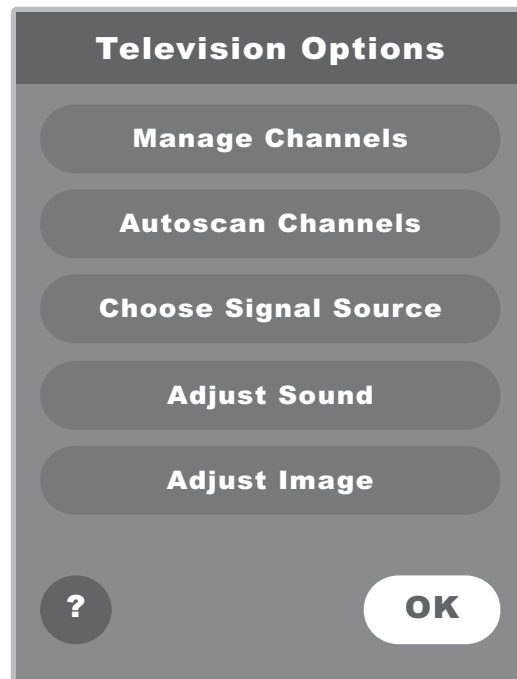 Television Options
Manage Channels
Autoscan Channels
Choose Signal Source
Adjust Sound
Adjust Image
? OK